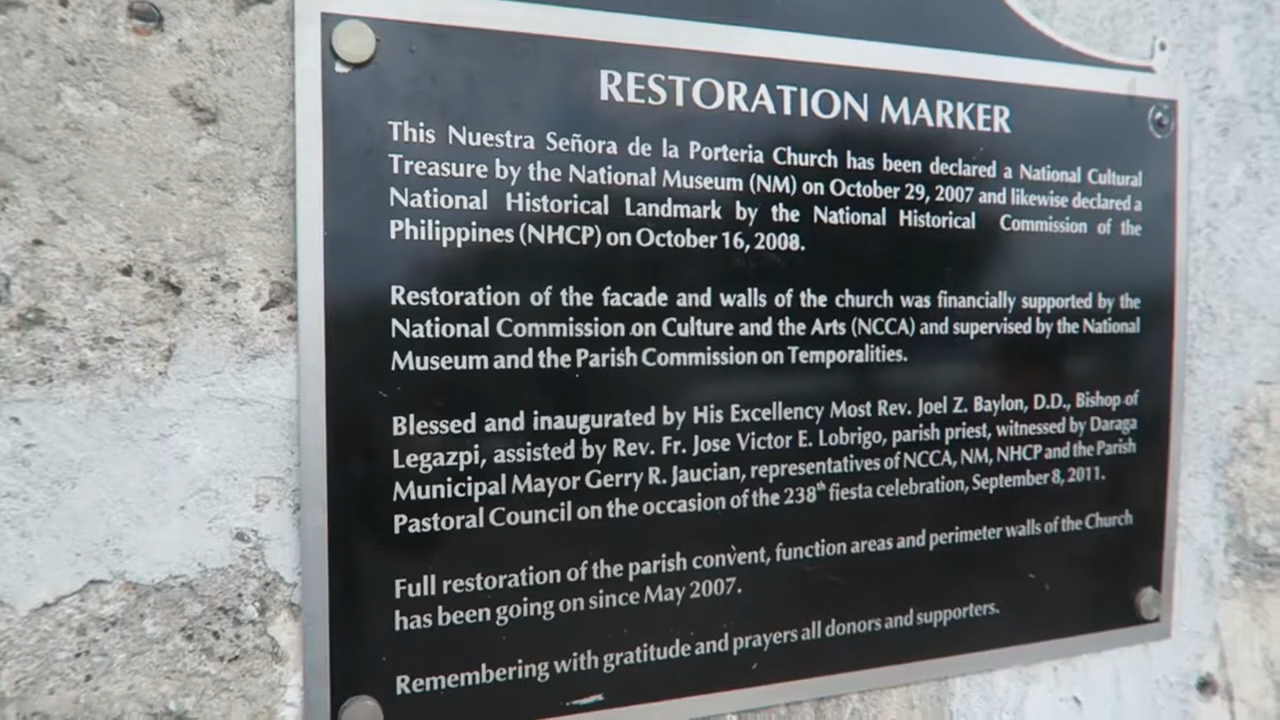 RESTORATION MARKER
This Nuestra Señora de la Porteria Church has been declared a National Cultural
Treasure by the National Museum (NM) on October 29, 2007 and likewise declared a
National Historical Landmark by the National Historical Commission of the
Philippines (NHCP) on October 16, 2008.
Restoration of the facade and walls of the church was financially supported by the
National Commission on Culture and the Arts (NCCA) and supervised by the National
Museum and the Parish Commission on Temporalities.
Blessed and inaugurated by His Excellency Most Rev. Joel Z. Baylon, D.D., Bishop of
Legazpi, assisted by Rev. Fr. Jose Victor E. Lobrigo, parish priest, witnessed by Daraga
Municipal Mayor Gerry R. Jaucian, representatives of NCCA, NM, NHCP and the Parish
Pastoral Council on the occasion of the 238th fiesta celebration, September 8, 2011.
Full restoration of the parish convent, function areas and perimeter walls of the Church
has been going on since May 2007.
Remembering with gratitude and prayers all donors and supporters.